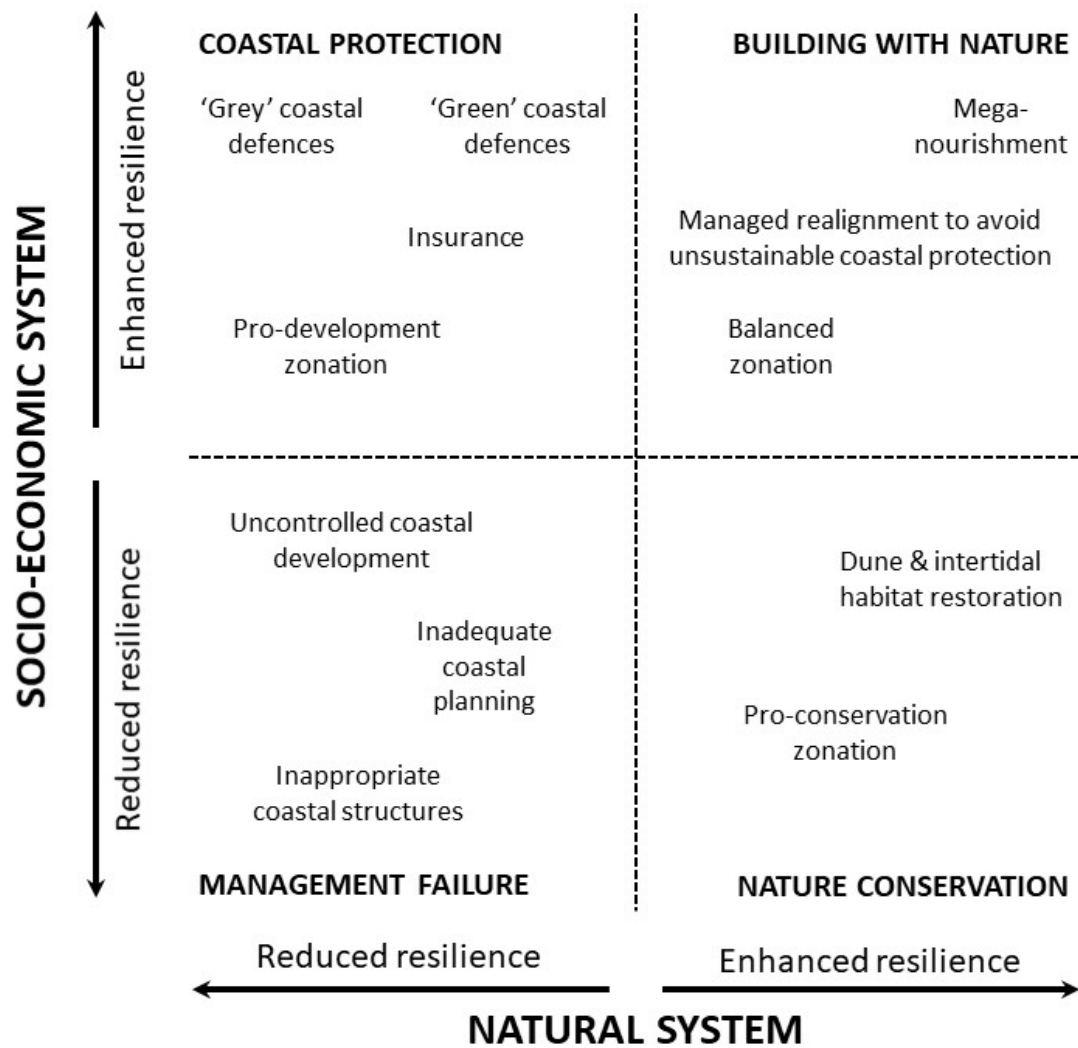 COASTAL PROTECTION
‘Grey’ coastal
defences
‘Green’ coastal
defences
Insurance
Pro-development
zonation
BUILDING WITH NATURE
Mega-
nourishment
Managed realignment to avoid
unsustainable coastal protection
Balanced
zonation
SOCIO-ECONOMIC SYSTEM
Enhanced resilience
Reduced resilience
Uncontrolled coastal
development
Inadequate
coastal
planning
Inappropriate
coastal structures
MANAGEMENT FAILURE
Dune & intertidal
habitat restoration
Pro-conservation
zonation
NATURE CONSERVATION
Reduced resilience
Enhanced resilience
NATURAL SYSTEM